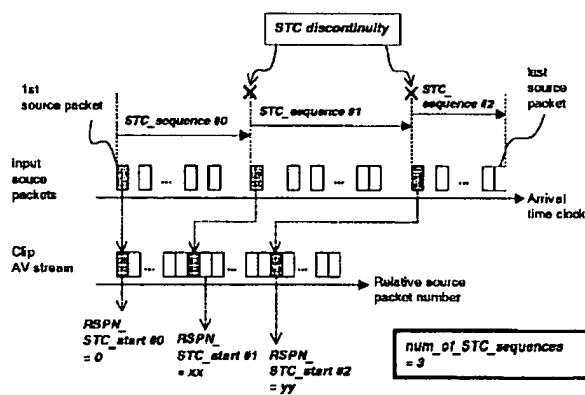 STC discontinuity
1st
source packet
last
source
packet
STC_sequence #0
STC_sequence #1
STC_
sequence #2
input
source
packets
...
...
...
Arrival
time clock
Clip
AV stream
...
...
...
Relative source
packet number
RSPN_
STC_start #0
= 0
RSPN_
STC_start #1
= xx
RSPN_
STC_start #2
= yy
num_of_STC_sequences
= 3